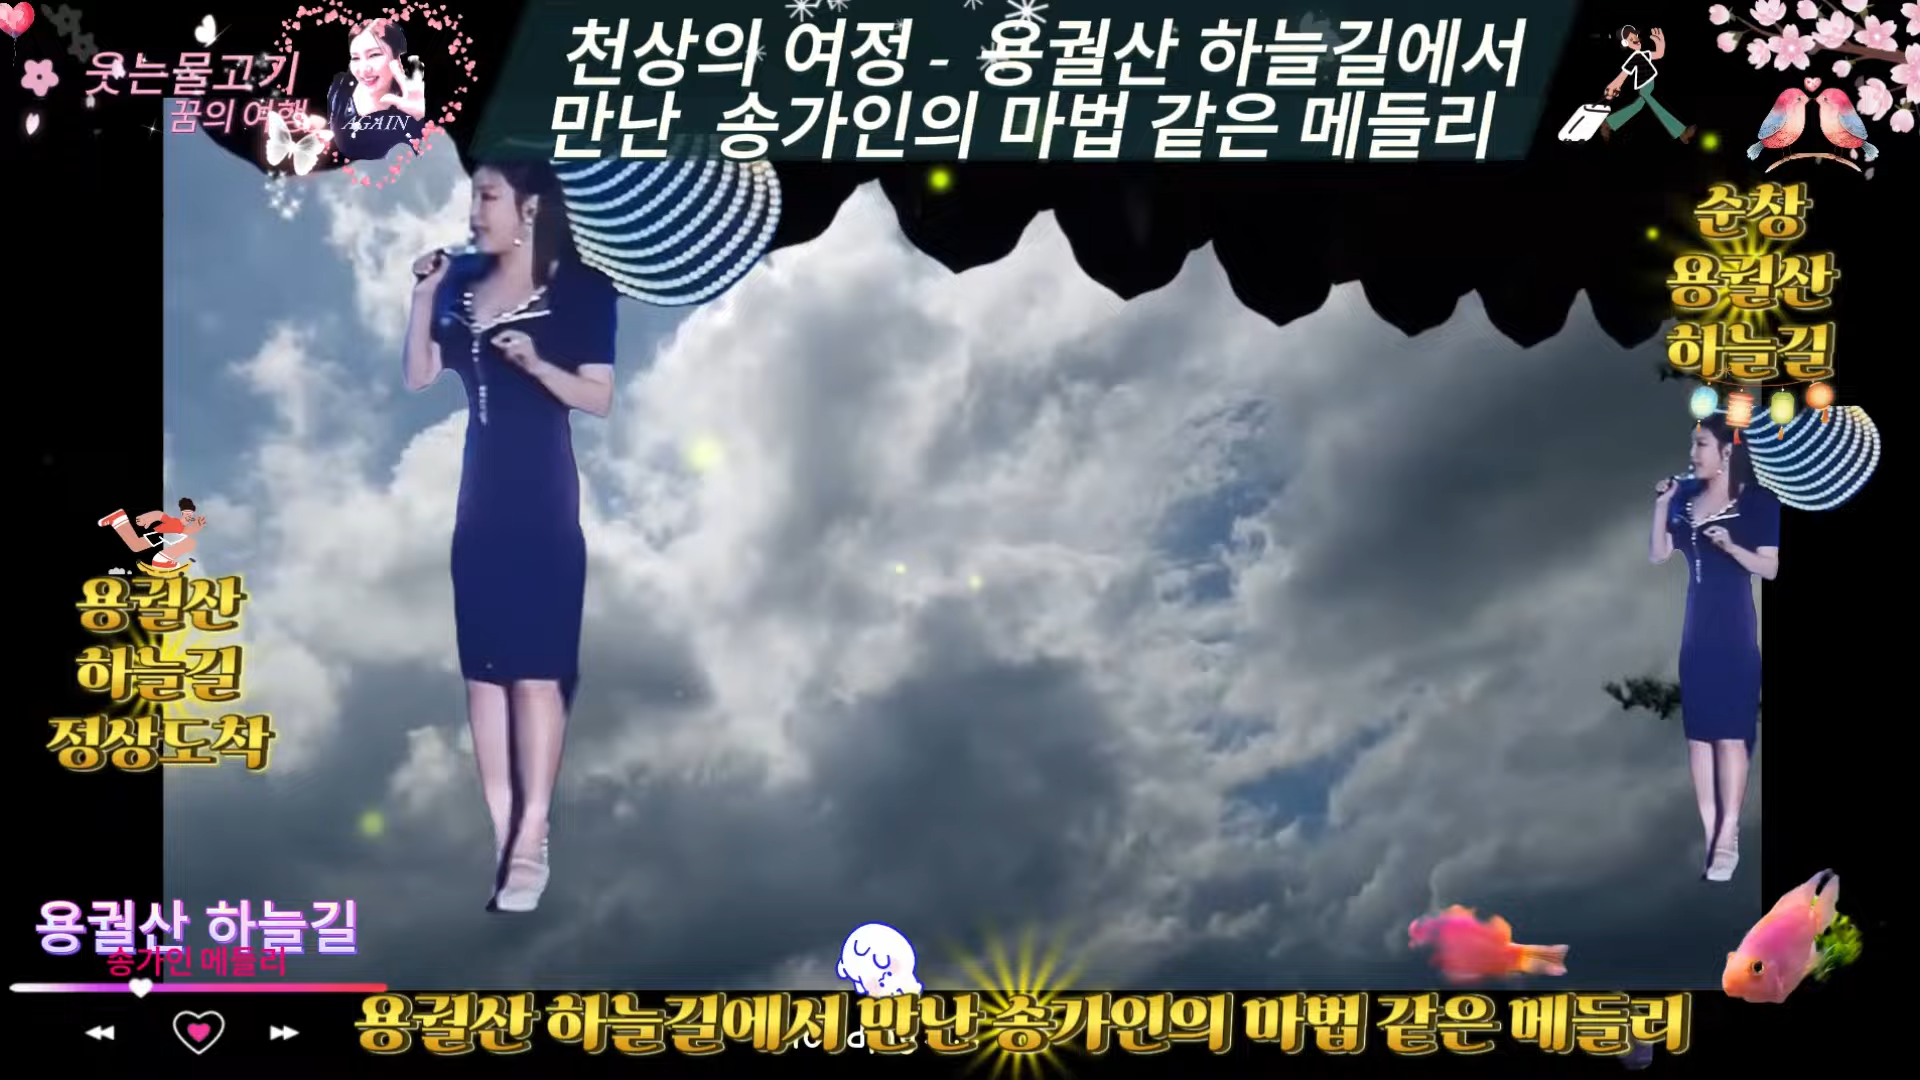 웃는물고기
꿈의 여행
AGAIN
천상의 여정 - 용궐산 하늘길에서
만난 송가인의 마법 같은 메들리
순창
용궐산
하늘길
용궐산
하늘길
정상도착
용궐산 하늘길
송가인 메들리
용궐산 하늘길에서 만난 송가인의 마법 같은 메들리